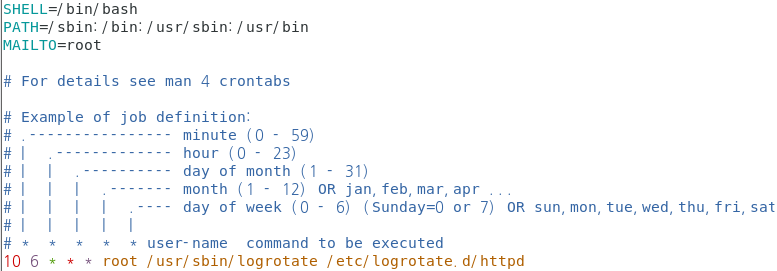 SHELL=/bin/bash
PATH=/sbin:/bin:/usr/sbin:/usr/bin
MAILTO=root
# For details see man 4 crontabs
# Example of job definition:
# .---------------- minute (0 - 59)
# |  .------------- hour (0 - 23)
# |  |  .---------- day of month (1 - 31)
# |  |  |  .------- month (1 - 12) OR jan,feb,mar,apr ...
# |  |  |  |  .---- day of week (0 - 6) (Sunday=0 or 7) OR sun,mon,tue,wed,thu,fri,sat
# |  |  |  |  |
# *  *  *  *  * user-name  command to be executed
10 6 * * * root /usr/sbin/logrotate /etc/logrotate.d/httpd